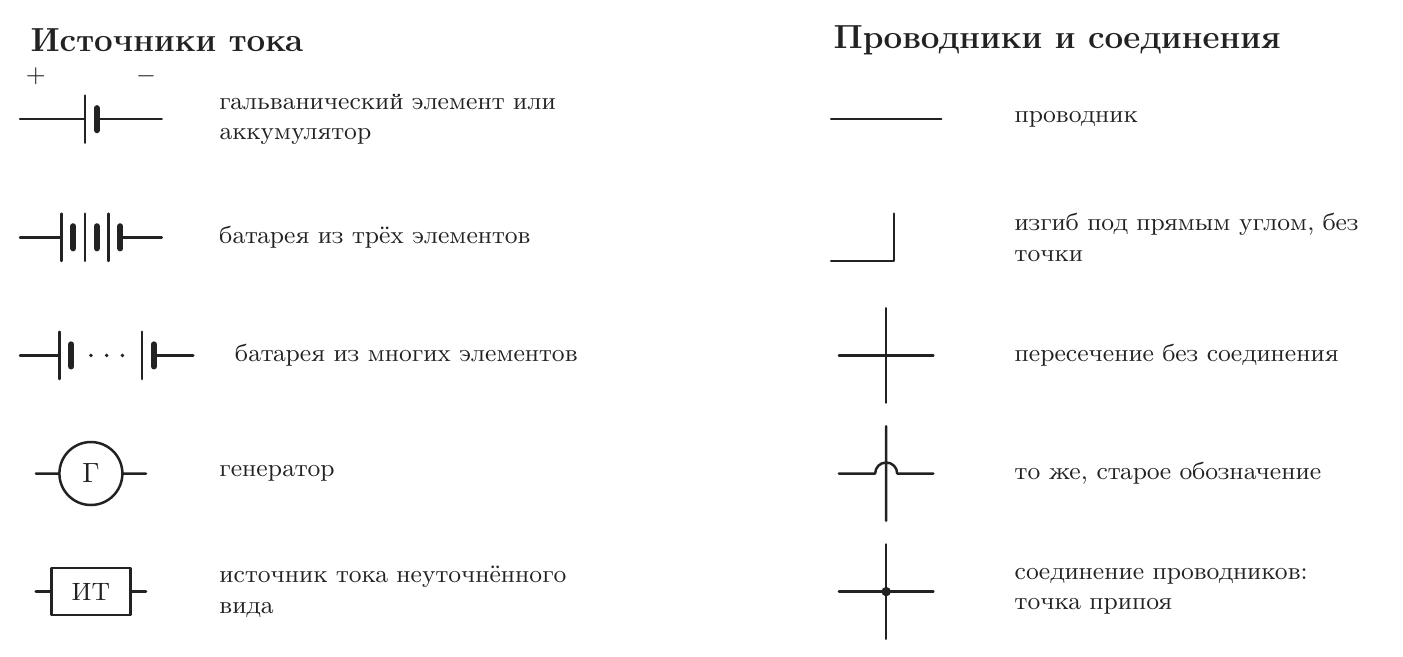 Источники тока
+ −
гальванический элемент или
аккумулятор
батарея из трёх элементов
батарея из многих элементов
Г
генератор
ИТ
источник тока неуточнённого
вида
Проводники и соединения
проводник
изгиб под прямым углом, без
точки
пересечение без соединения
то же, старое обозначение
соединение проводников:
точка припоя